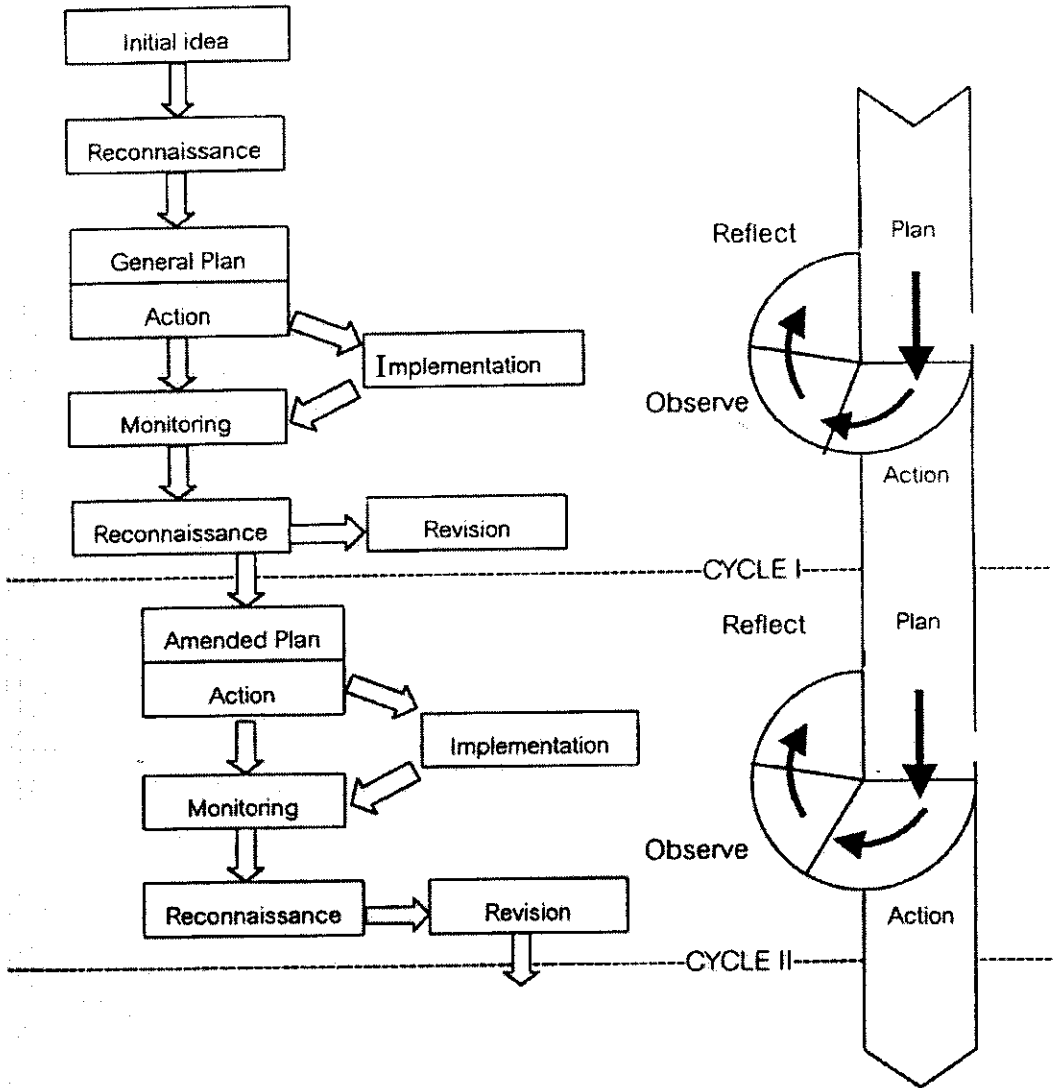 Initial idea
Reconnaissance
General Plan
Action
Implementation
Monitoring
Reconnaissance
Revision
CYCLE I
Amended Plan
Action
Implementation
Monitoring
Reconnaissance
Revision
CYCLE II
Plan
Reflect
Observe
Action
Plan
Reflect
Observe
Action